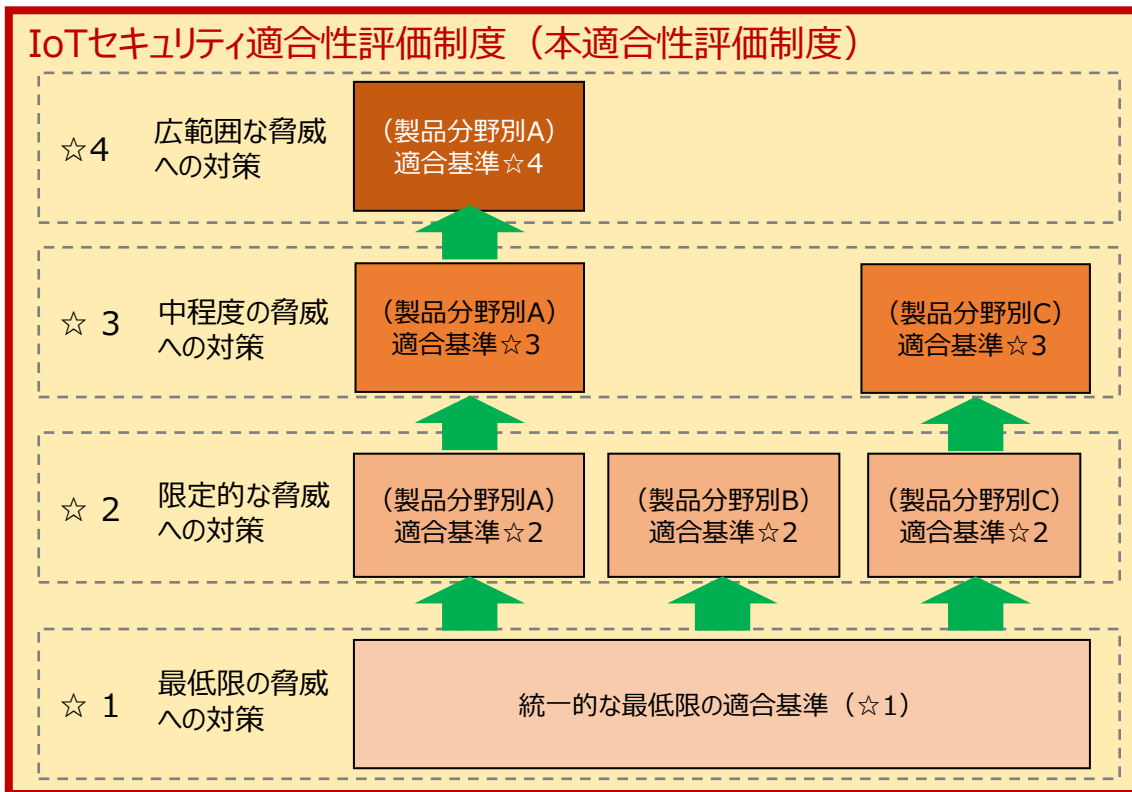 IoTセキュリティ適合性評価制度（本適合性評価制度）
☆4
広範囲な脅威
への対策
（製品分野別A）
適合基準☆4
☆ 3
中程度の脅威
への対策
（製品分野別A）
適合基準☆3
（製品分野別C）
適合基準☆3
☆ 2
限定的な脅威
への対策
（製品分野別A）
適合基準☆2
（製品分野別B）
適合基準☆2
（製品分野別C）
適合基準☆2
☆ 1
最低限の脅威
への対策
統一的な最低限の適合基準（☆1）